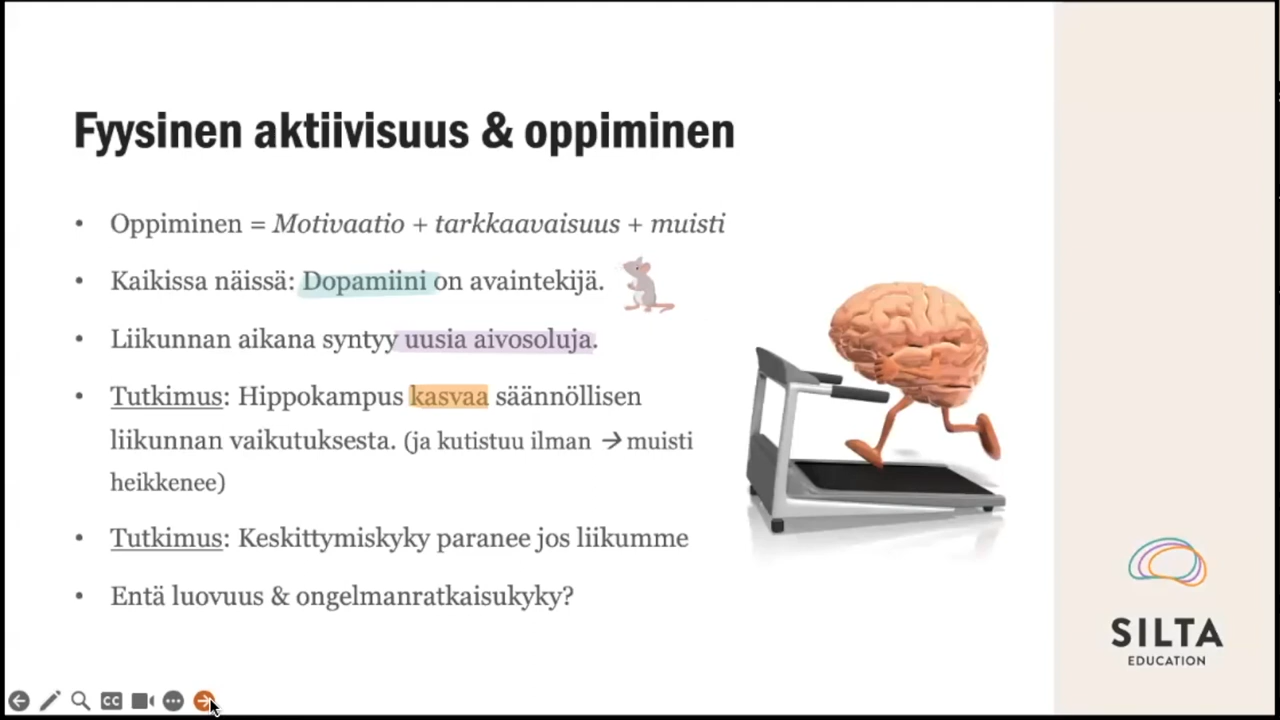 Fyysinen aktiivisuus & oppiminen
• Oppiminen = Motivaatio + tarkkaavaisuus + muisti
• Kaikissa näissä: Dopamiini on avaintekijä.
• Liikunnan aikana syntyy uusia aivosoluja.
• Tutkimus: Hippokampus kasvaa säännöllisen
liikunnan vaikutuksesta. (ja kutistuu ilman → muisti
heikkenee)
• Tutkimus: Keskittymiskyky paranee jos liikumme
• Entä luovuus & ongelmanratkaisukyky?
SILTA
EDUCATION
CC